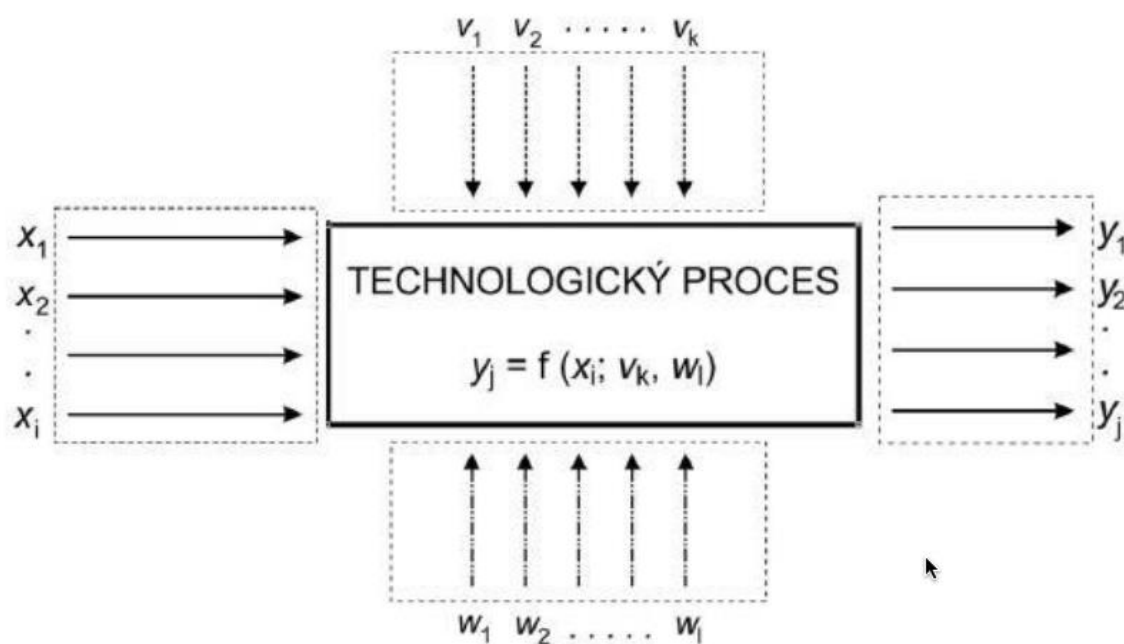 v1 v2 ..... vk
x1
x2
.
.
xi
TECHNOLOGICKÝ PROCES
yj = f (xi; vk, wl)
y1
y2
.
.
yj
w1 w2 ..... wl